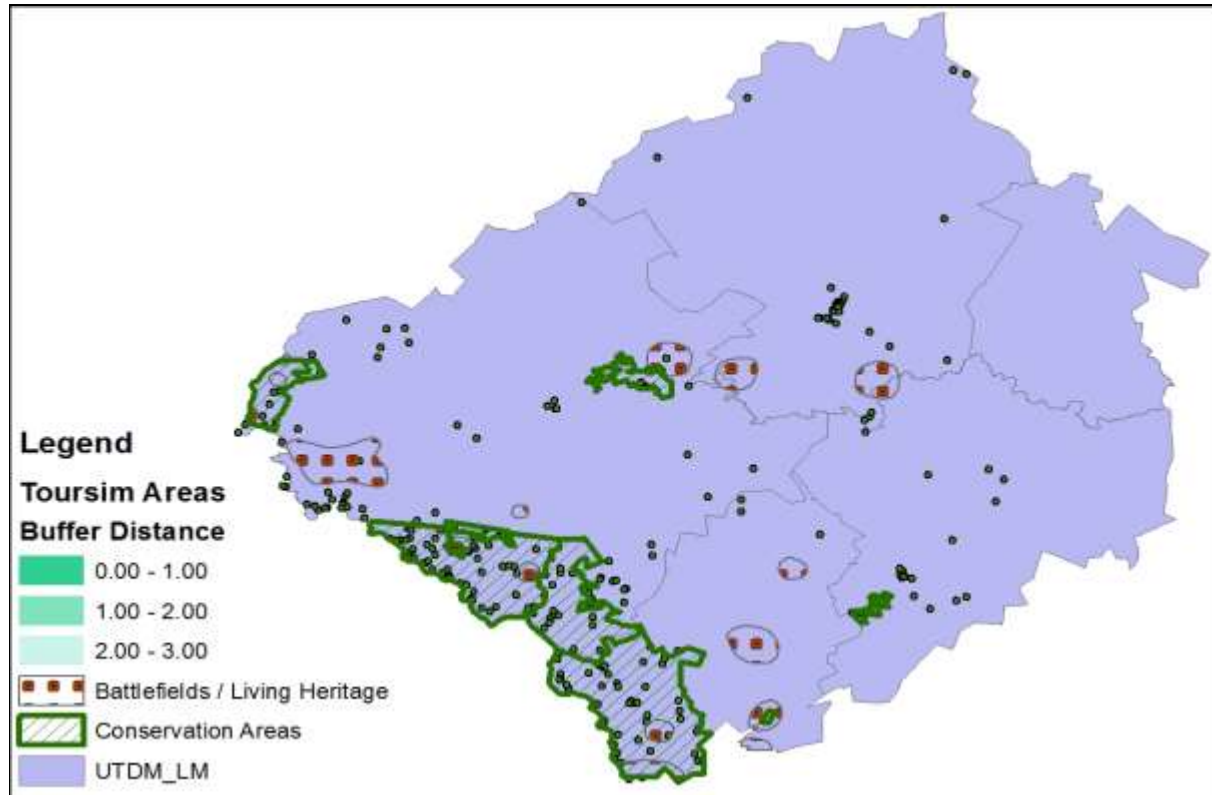 Legend
Toursim Areas
Buffer Distance
0.00 - 1.00
1.00 - 2.00
2.00 - 3.00
Battlefields / Living Heritage
Conservation Areas
UTDM_LM